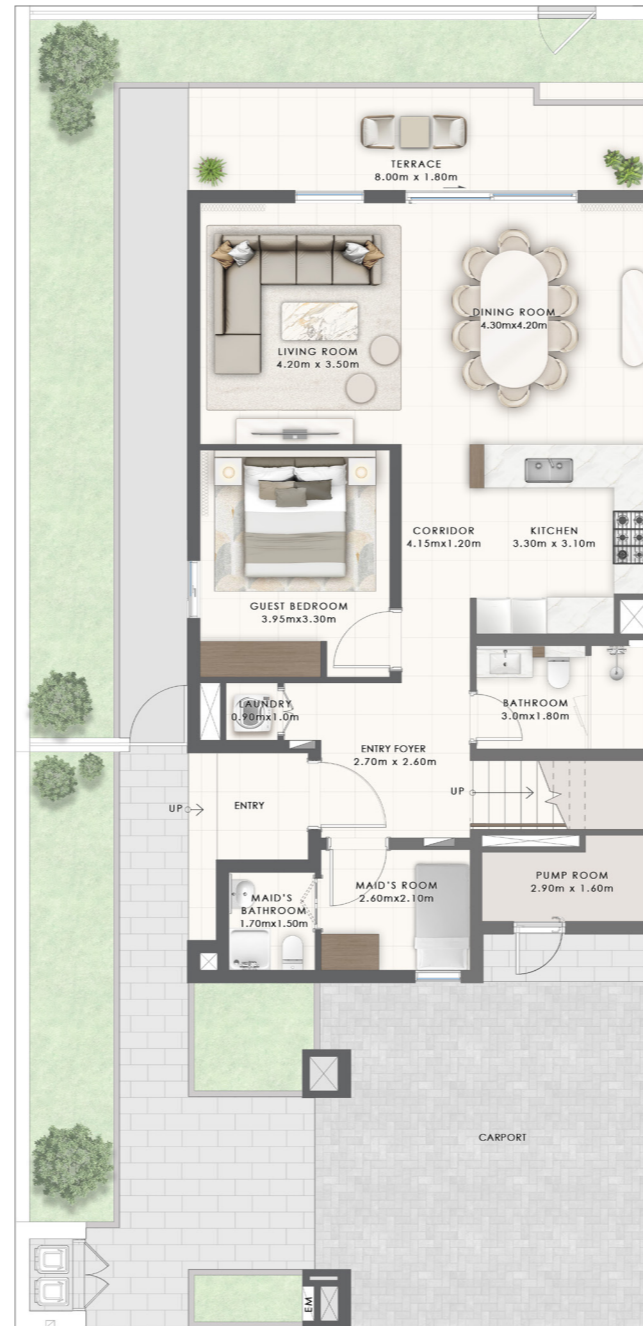 TERRACE
8.00m x 1.80m
DINING ROOM
4.30mx4.20m
LIVING ROOM
4.20m x 3.50m
CORRIDOR
4.15mx1.20m
KITCHEN
3.30m x 3.10m
GUEST BEDROOM
3.95mx3.30m
LAUNDRY
0.90mx1.0m
BATHROOM
3.0mx1.80m
ENTRY FOYER
2.70m x 2.60m
UP
ENTRY
UP
MAID'S
BATHROOM
1.70mx1.50m
MAID'S ROOM
2.60mx2.10m
PUMP ROOM
2.90m x 1.60m
CARPORT
EM